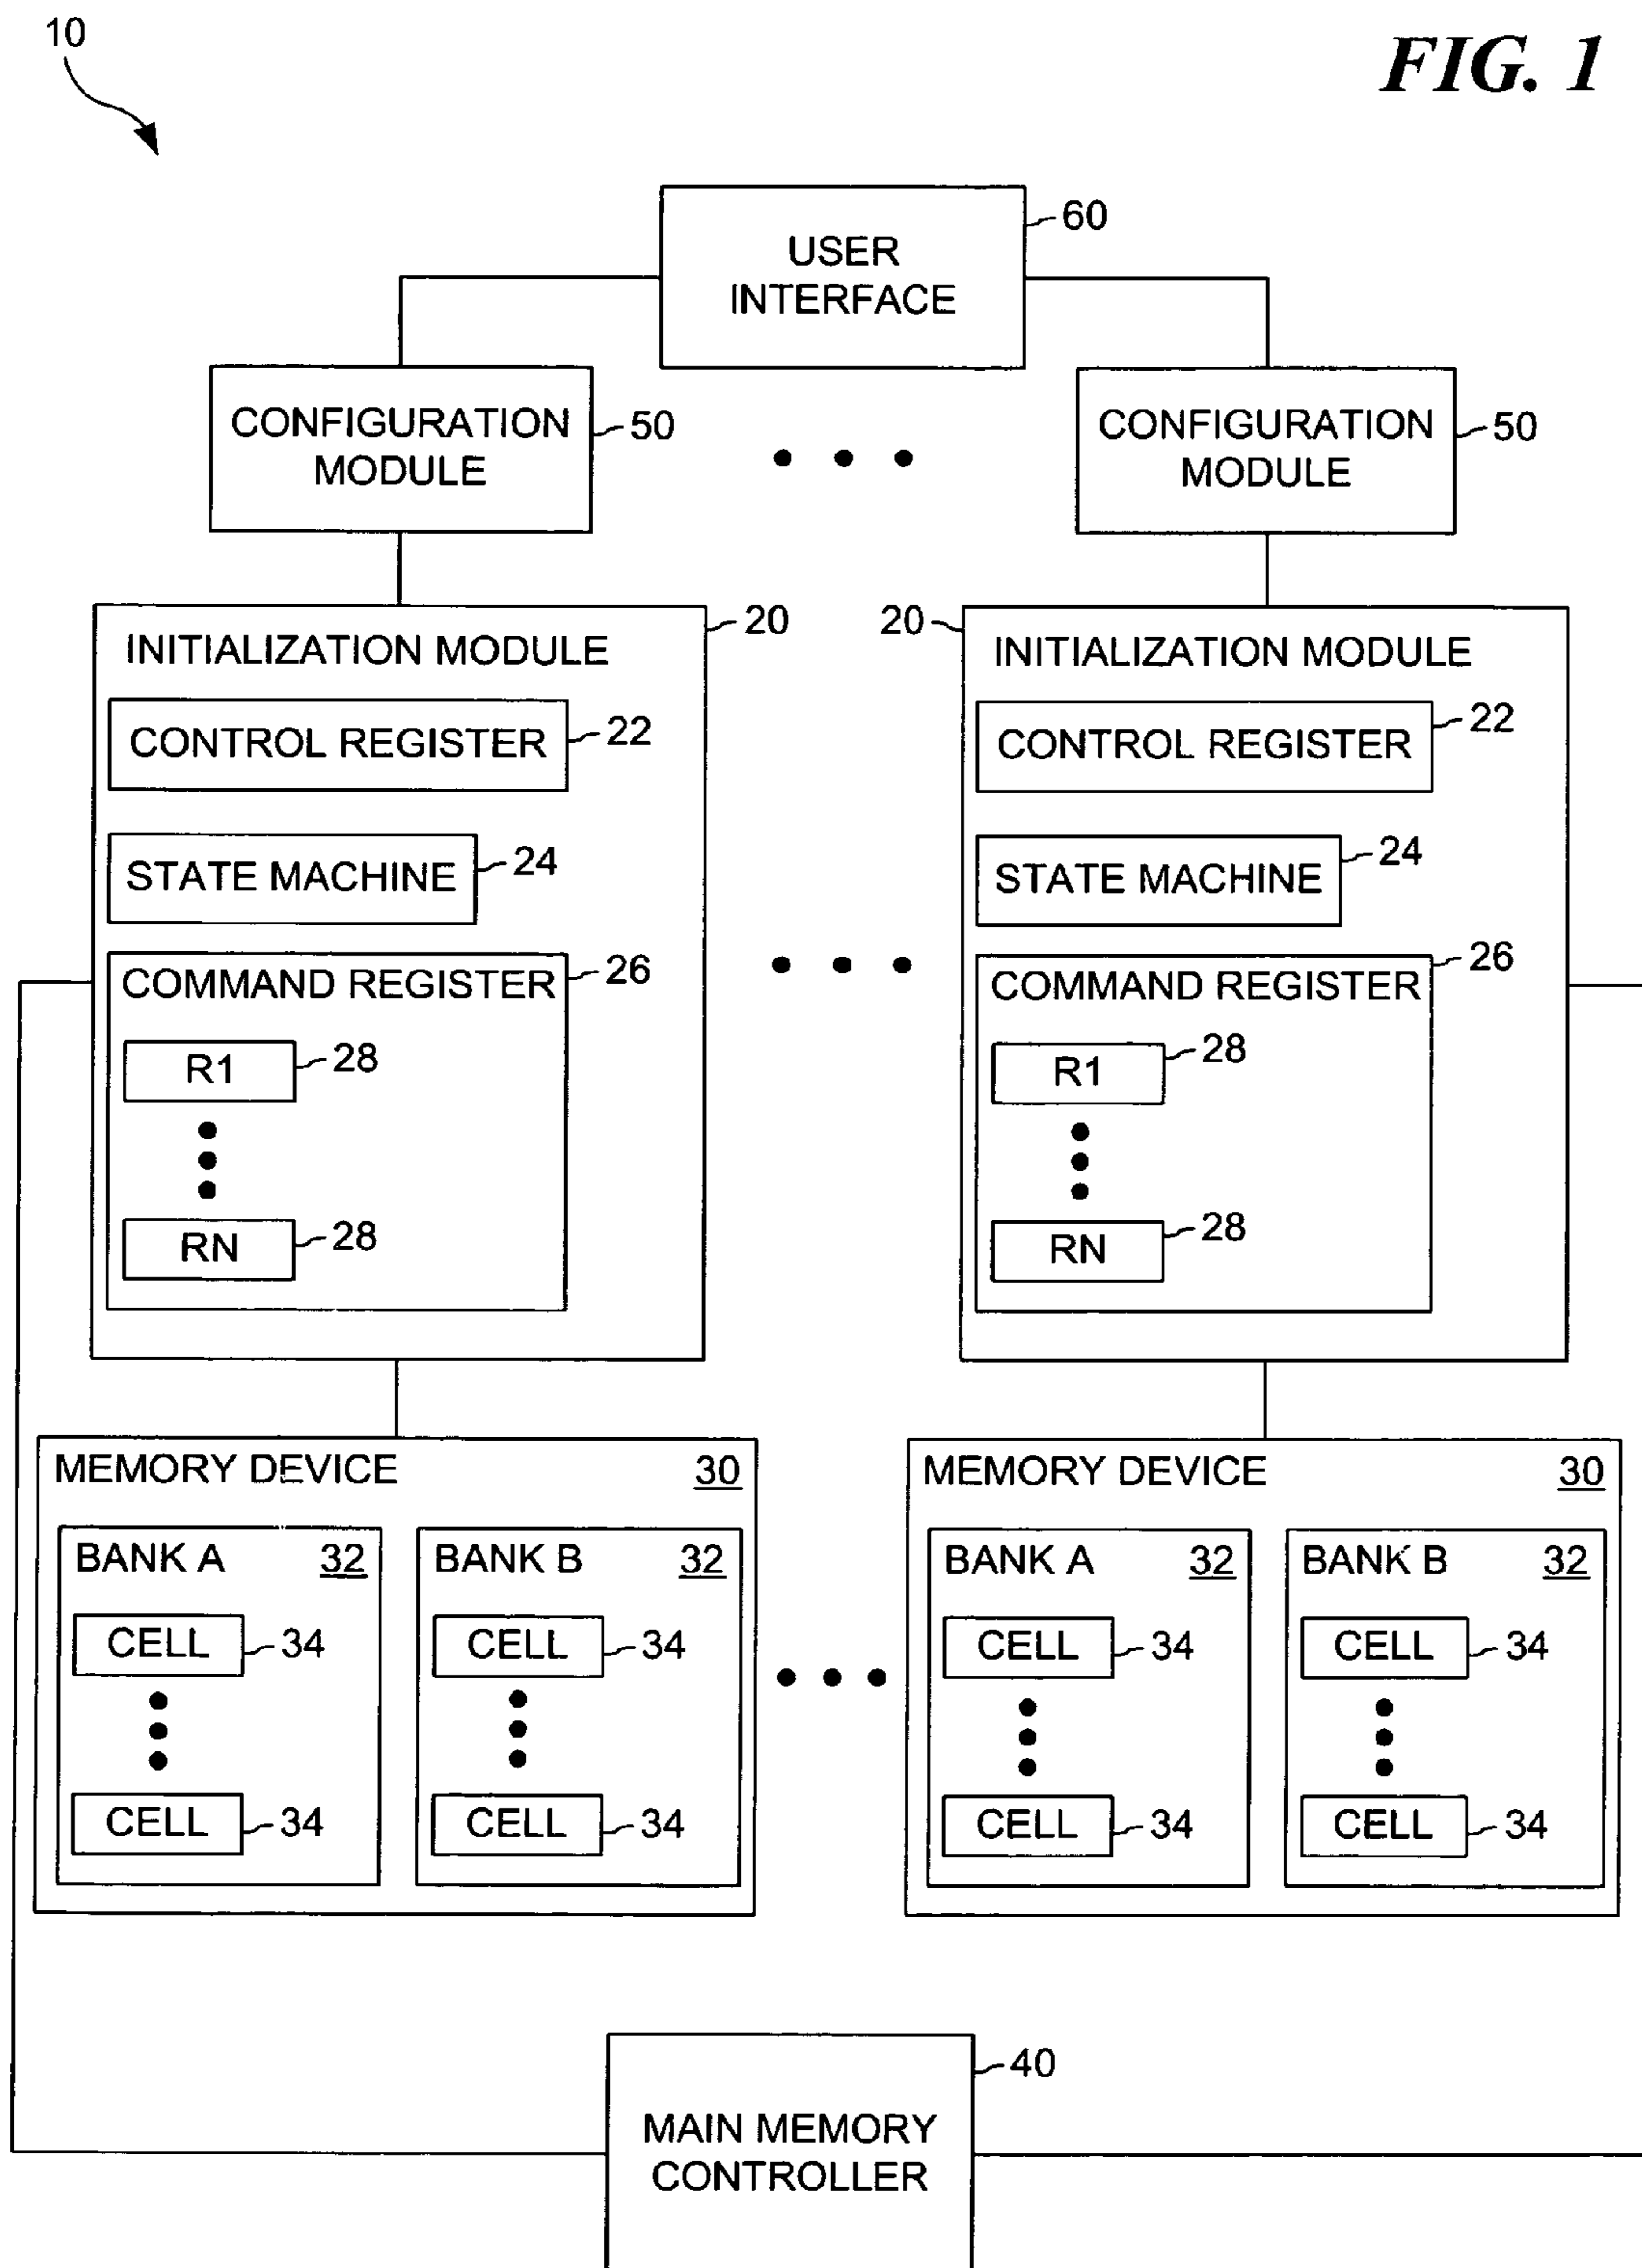 10
FIG. 1
USER
INTERFACE
60
CONFIGURATION
MODULE
50
CONFIGURATION
MODULE
50
INITIALIZATION MODULE
20
CONTROL REGISTER
22
STATE MACHINE
24
COMMAND REGISTER
26
R1
28
RN
28
20
INITIALIZATION MODULE
CONTROL REGISTER
22
STATE MACHINE
24
COMMAND REGISTER
26
R1
28
RN
28
MEMORY DEVICE
30
BANK A
32
CELL
34
CELL
34
BANK B
32
CELL
34
CELL
34
MEMORY DEVICE
30
BANK A
32
CELL
34
CELL
34
BANK B
32
CELL
34
CELL
34
40
MAIN MEMORY
CONTROLLER